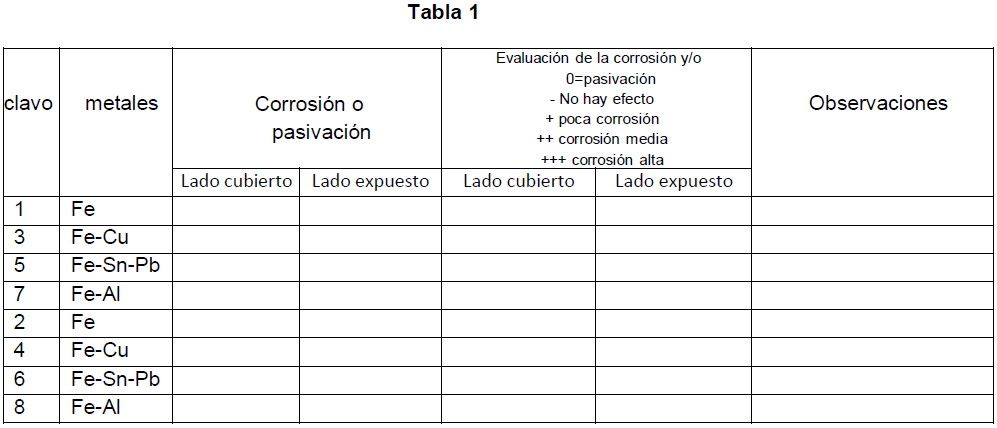 Tabla 1
clavo metales Corrosión o pasivación Evaluación de la corrosión y/o Observaciones
0=pasivación
- No hay efecto
+ poca corrosión
++ corrosión media
+++ corrosión alta
Lado cubierto Lado expuesto Lado cubierto Lado expuesto
1 Fe
3 Fe-Cu
5 Fe-Sn-Pb
7 Fe-Al
2 Fe
4 Fe-Cu
6 Fe-Sn-Pb
8 Fe-Al